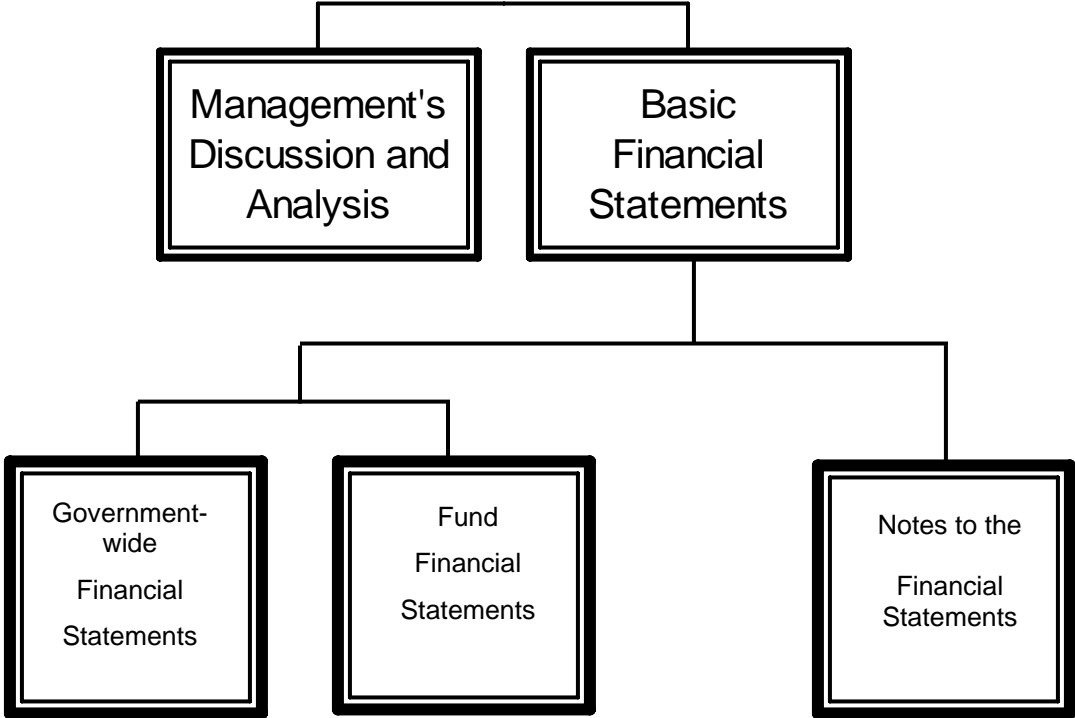 Management's
Discussion and
Analysis
Basic
Financial
Statements
Government-
wide
Financial
Statements
Fund
Financial
Statements
Notes to the
Financial
Statements